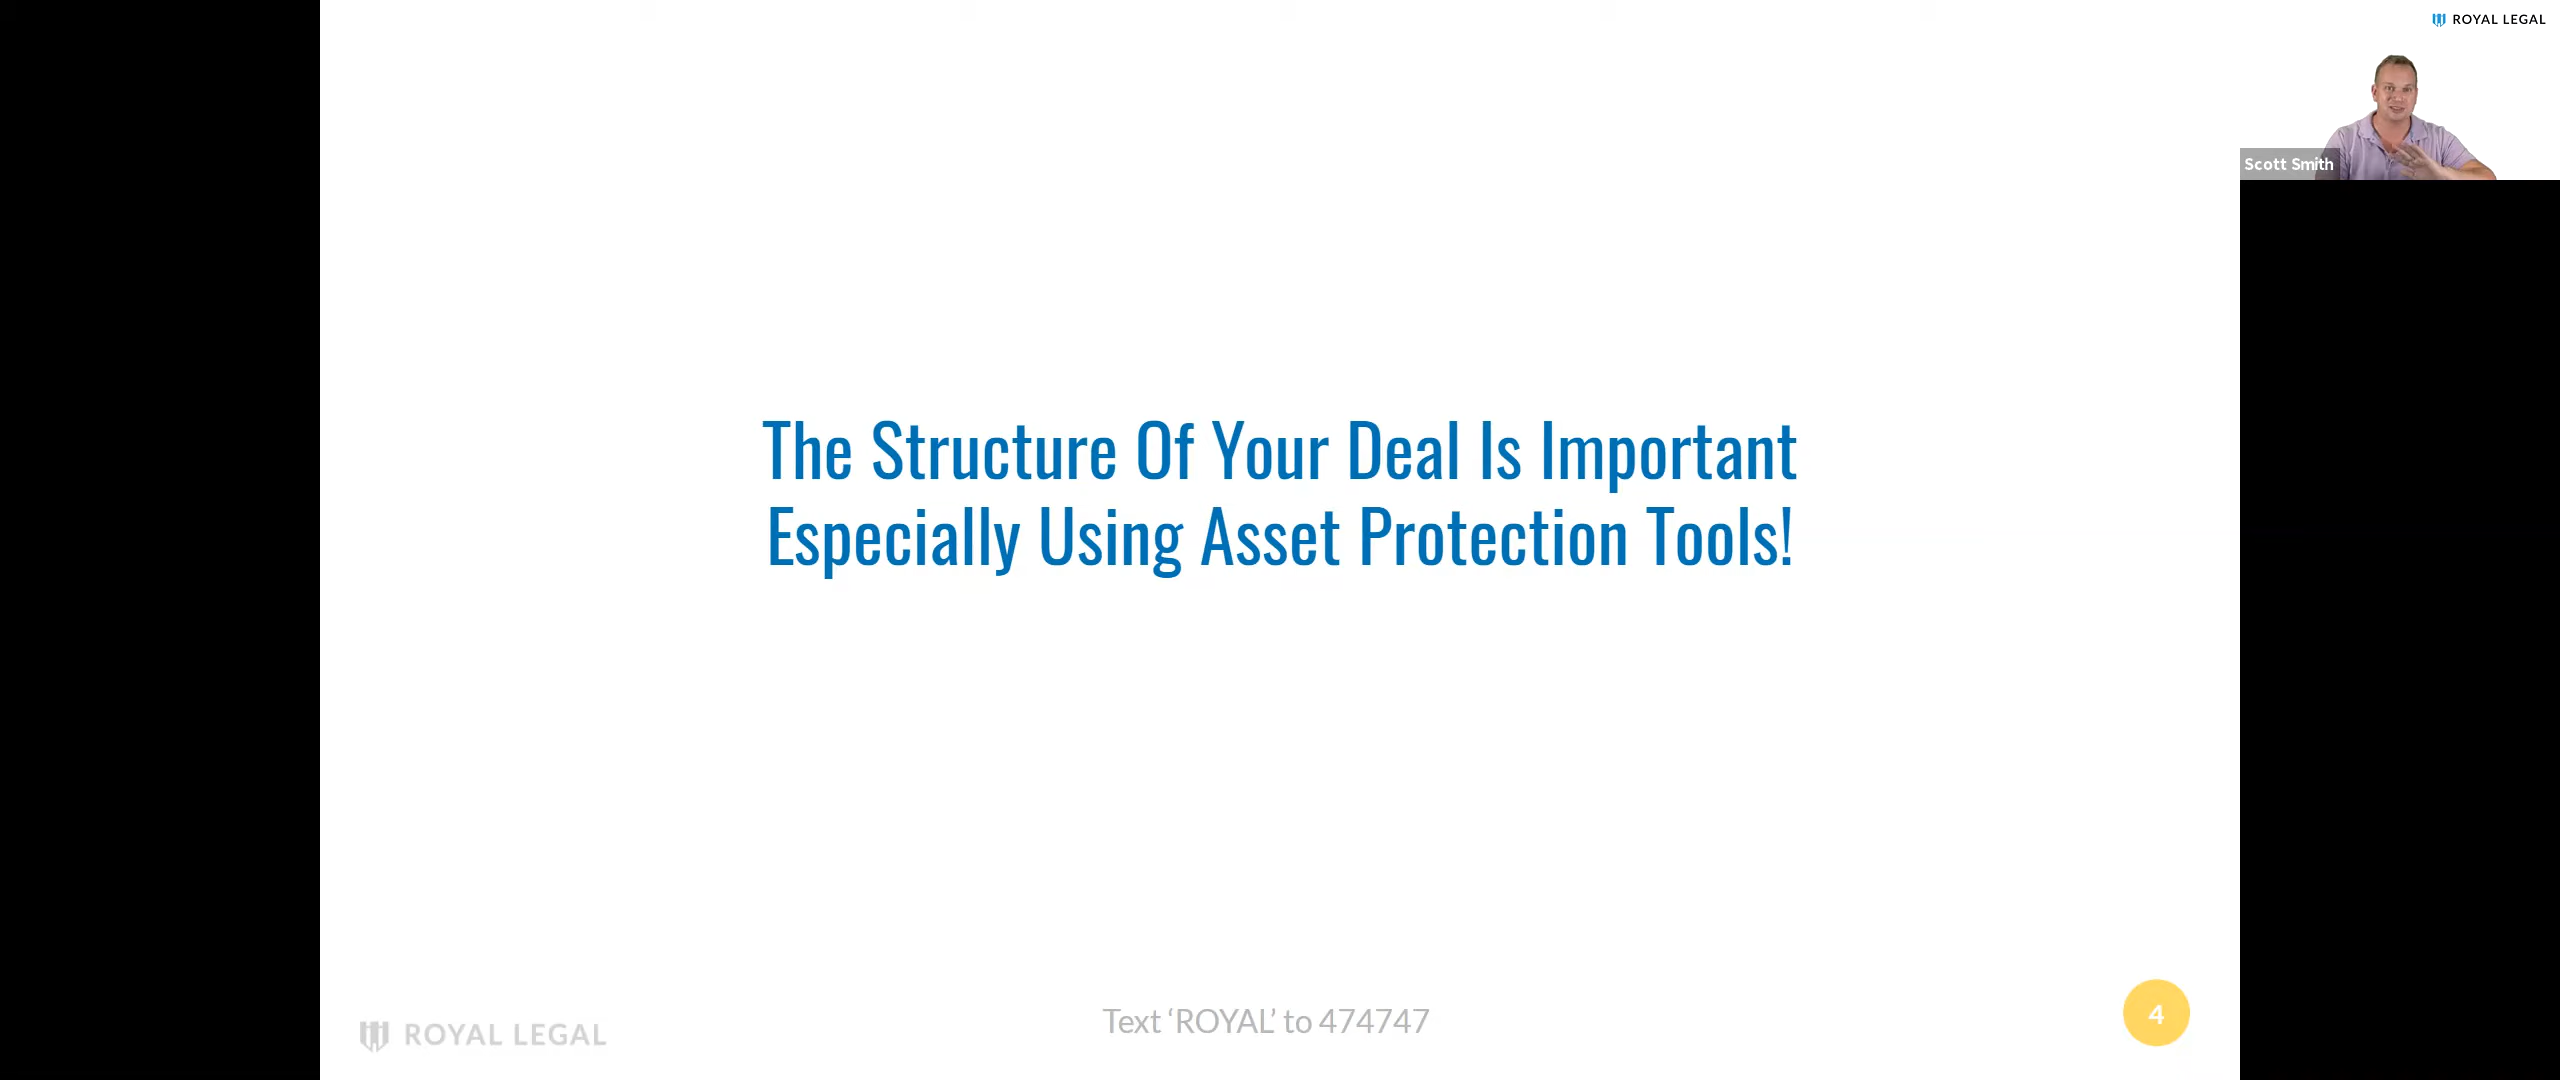 ROYAL LEGAL
Scott Smith
The Structure Of Your Deal Is Important
Especially Using Asset Protection Tools!
ROYAL LEGAL
Text ‘ROYAL’ to 474747
4